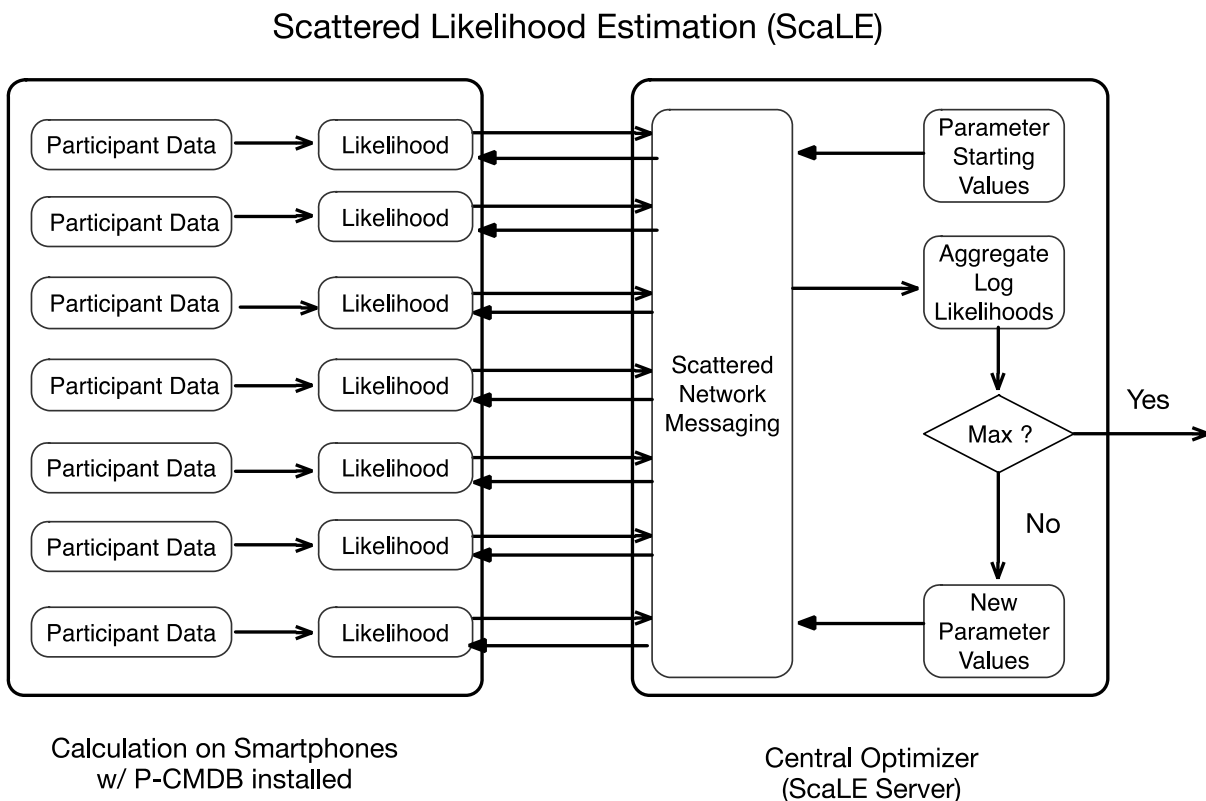 Scattered Likelihood Estimation (ScaLE)
Participant Data
Likelihood
Participant Data
Likelihood
Participant Data
Likelihood
Participant Data
Likelihood
Participant Data
Likelihood
Participant Data
Likelihood
Participant Data
Likelihood
Scattered
Network
Messaging
Parameter
Starting
Values
Aggregate
Log
Likelihoods
Max ?
Yes
No
New
Parameter
Values
Calculation on Smartphones
w/ P-CMDB installed
Central Optimizer
(ScaLE Server)